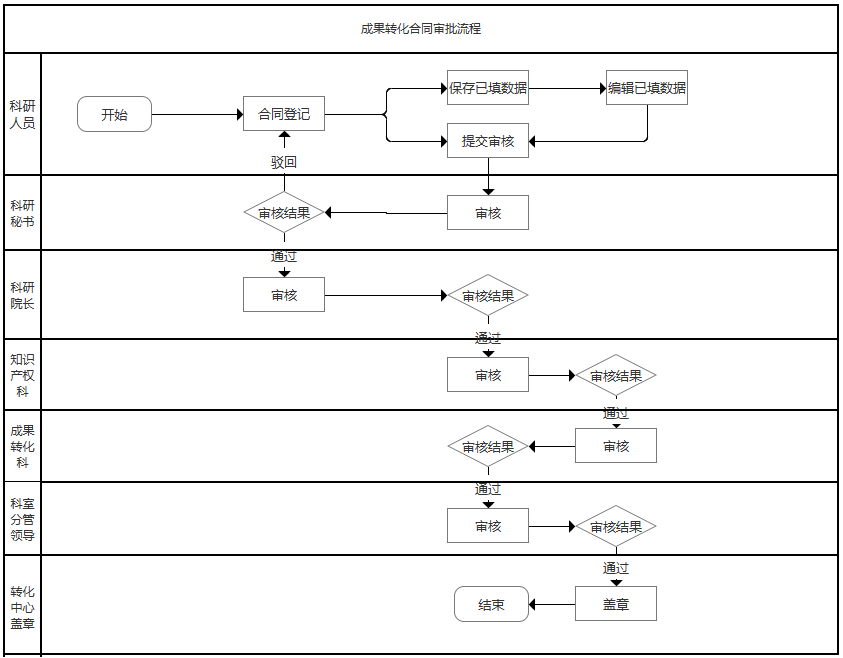 成果转化合同审批流程
科研
人员
开始
合同登记
保存已填数据
编辑已填数据
提交审核
驳回
科研
秘书
审核结果
审核
通过
科研
院长
审核
审核结果
通过
知识
产权
科
审核
审核结果
通过
成果
转化
科
审核结果
审核
通过
科室
分管
领导
审核
审核结果
通过
转化
中心
盖章
结束
盖章